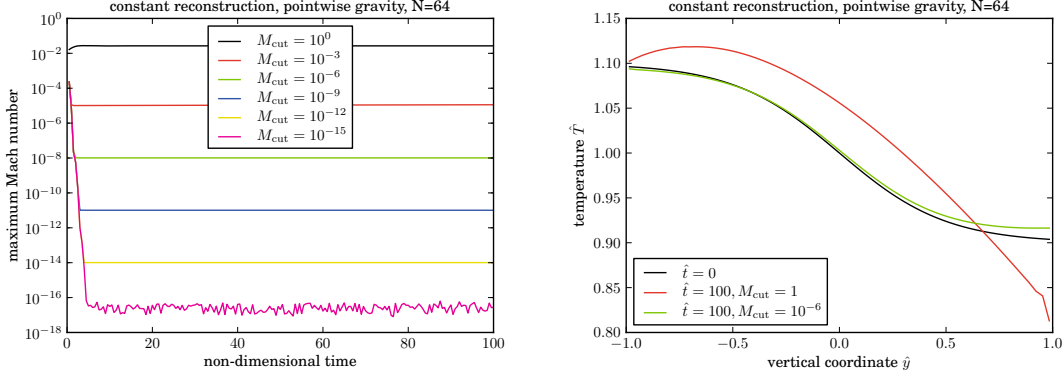 constant reconstruction, pointwise gravity, N=64
maximum Mach number
10^0
10^{-2}
10^{-4}
10^{-6}
10^{-8}
10^{-10}
10^{-12}
10^{-14}
10^{-16}
10^{-18}
M_cut = 10^0
M_cut = 10^{-3}
M_cut = 10^{-6}
M_cut = 10^{-9}
M_cut = 10^{-12}
M_cut = 10^{-15}
0 20 40 60 80 100
non-dimensional time
constant reconstruction, pointwise gravity, N=64
temperature T̂
1.15
1.10
1.05
1.00
0.95
0.90
0.85
0.80
t̂ = 0
t̂ = 100, M_cut = 1
t̂ = 100, M_cut = 10^{-6}
−1.0 −0.5 0.0 0.5 1.0
vertical coordinate ŷ